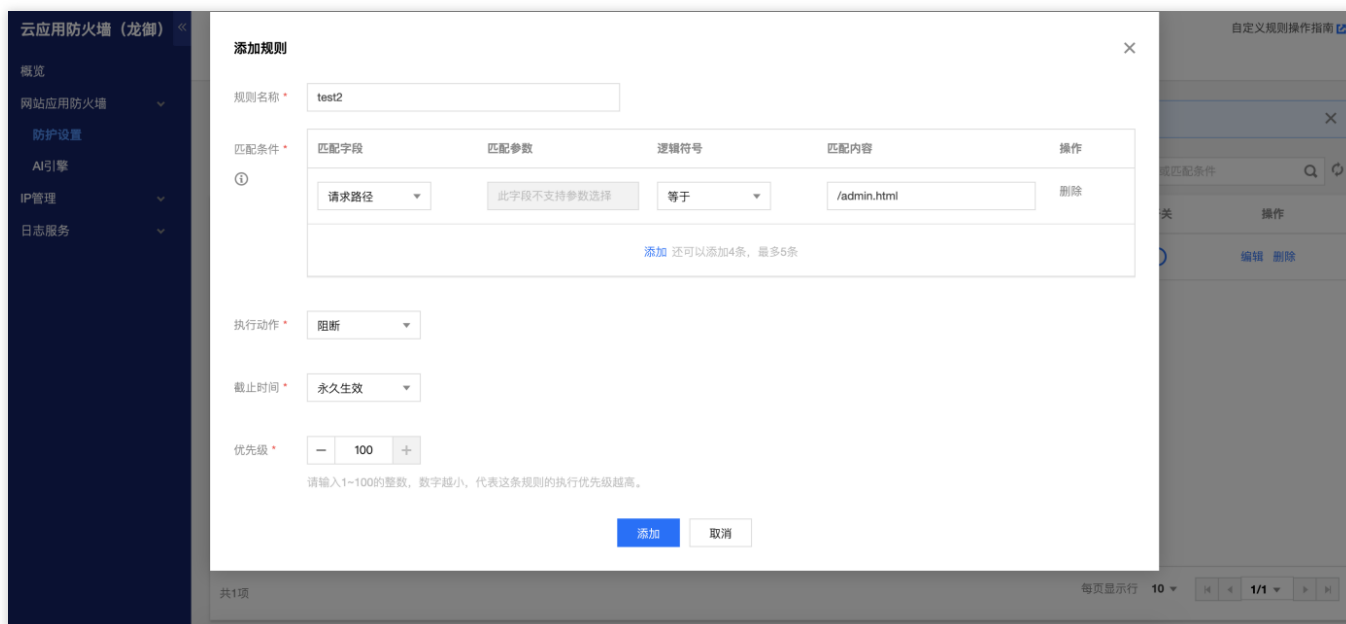 云应用防火墙（龙御） «
添加规则
自定义规则操作指南
概览
网站应用防火墙
防护设置
AI引擎
IP管理
日志服务
规则名称 * test2
匹配条件 * 匹配字段 匹配参数 逻辑符号 匹配内容 操作
请求路径 此字段不支持参数选择 等于 /admin.html 删除
添加 还可以添加4条，最多5条
执行动作 * 阻断
截止时间 * 永久生效
优先级 * － 100 +
请输入1~100的整数，数字越小，代表这条规则的执行优先级越高。
添加 取消
匹配条件
关 操作
编辑 删除
共1项
每页显示行 10 1/1